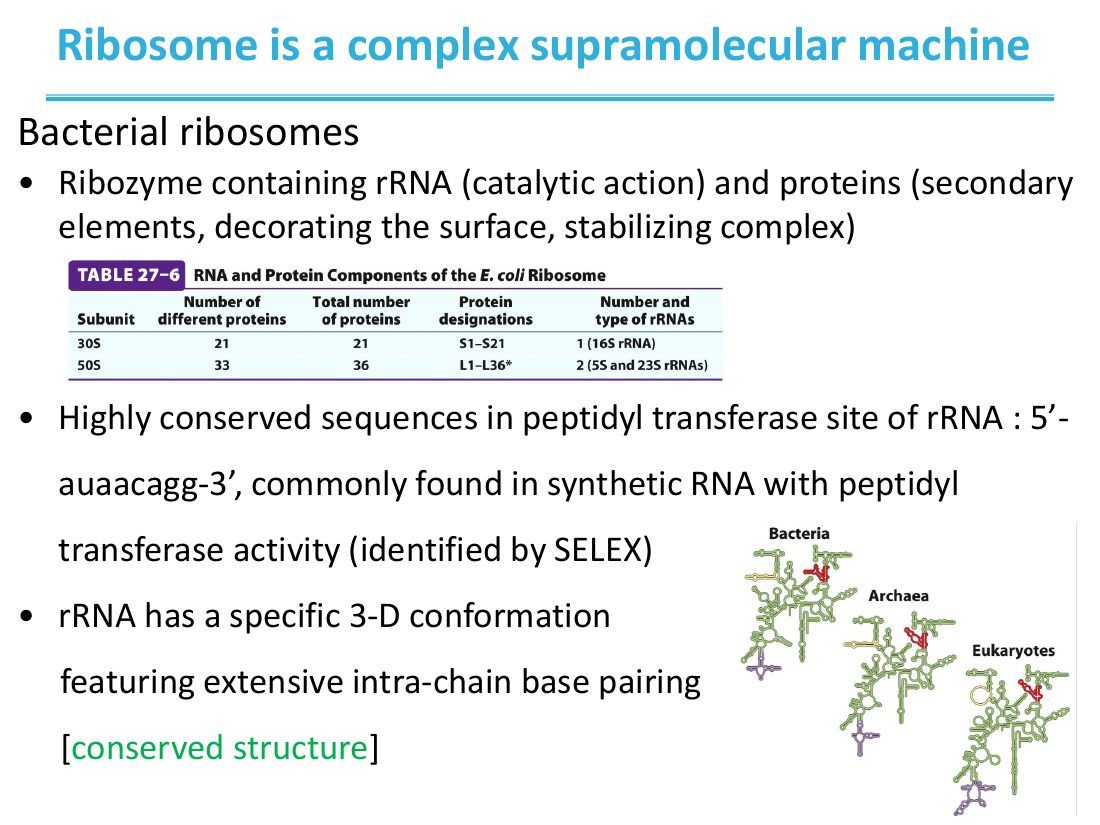 Ribosome is a complex supramolecular machine
Bacterial ribosomes
• Ribozyme containing rRNA (catalytic action) and proteins (secondary
elements, decorating the surface, stabilizing complex)
TABLE 27–6 RNA and Protein Components of the E. coli Ribosome
Subunit Number of different proteins Total number of proteins Protein designations Number and type of rRNAs
30S 21 21 S1–S21 1 (16S rRNA)
50S 33 36 L1–L36* 2 (5S and 23S rRNAs)
• Highly conserved sequences in peptidyl transferase site of rRNA : 5’-
auaacagg-3’, commonly found in synthetic RNA with peptidyl
transferase activity (identified by SELEX)
• rRNA has a specific 3-D conformation
featuring extensive intra-chain base pairing
[conserved structure]
Bacteria
Archaea
Eukaryotes